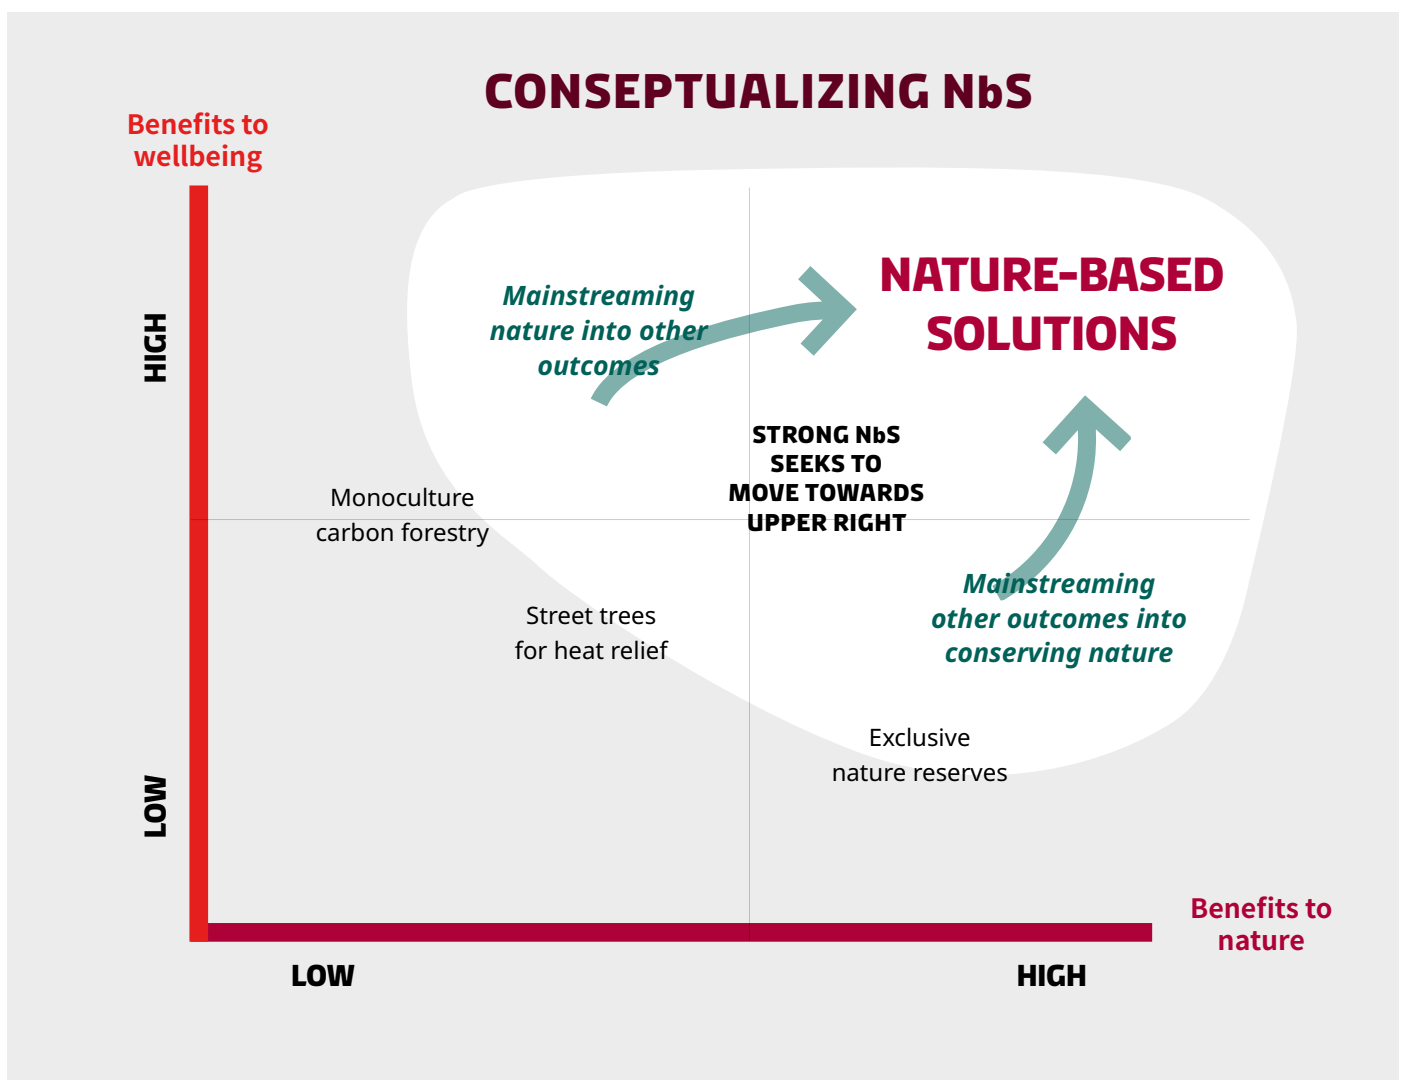 CONSEPTUALIZING NbS
Benefits to
wellbeing
HIGH
LOW
Mainstreaming
nature into other
outcomes
NATURE-BASED
SOLUTIONS
STRONG NbS
SEEKS TO
MOVE TOWARDS
UPPER RIGHT
Monoculture
carbon forestry
Street trees
for heat relief
Mainstreaming
other outcomes into
conserving nature
Exclusive
nature reserves
Benefits to
nature
LOW
HIGH